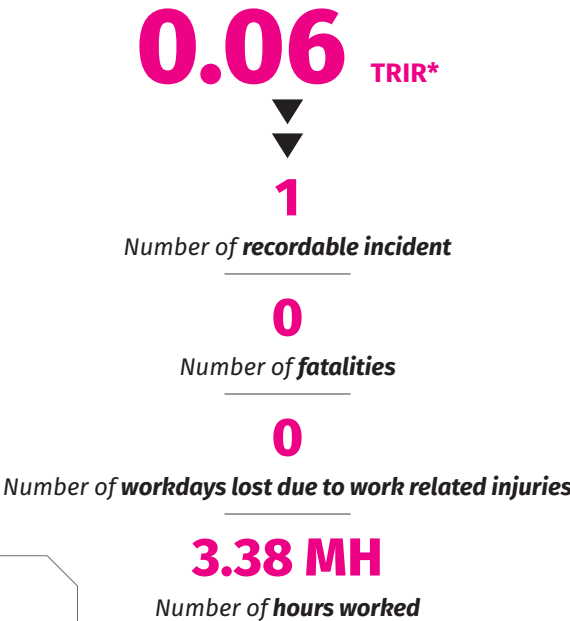 0.06 TRIR*
1
Number of recordable incident
0
Number of fatalities
0
Number of workdays lost due to work related injuries
3.38 MH
Number of hours worked